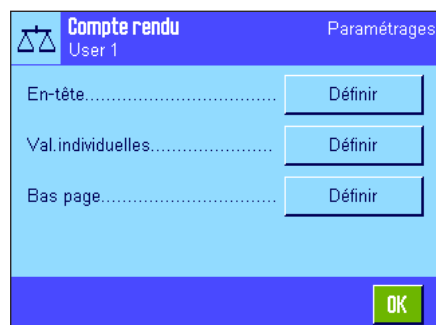 Compte rendu Paramétrages
User 1
En-tête................................... Définir
Val.individuelles....................... Définir
Bas page................................. Définir
OK